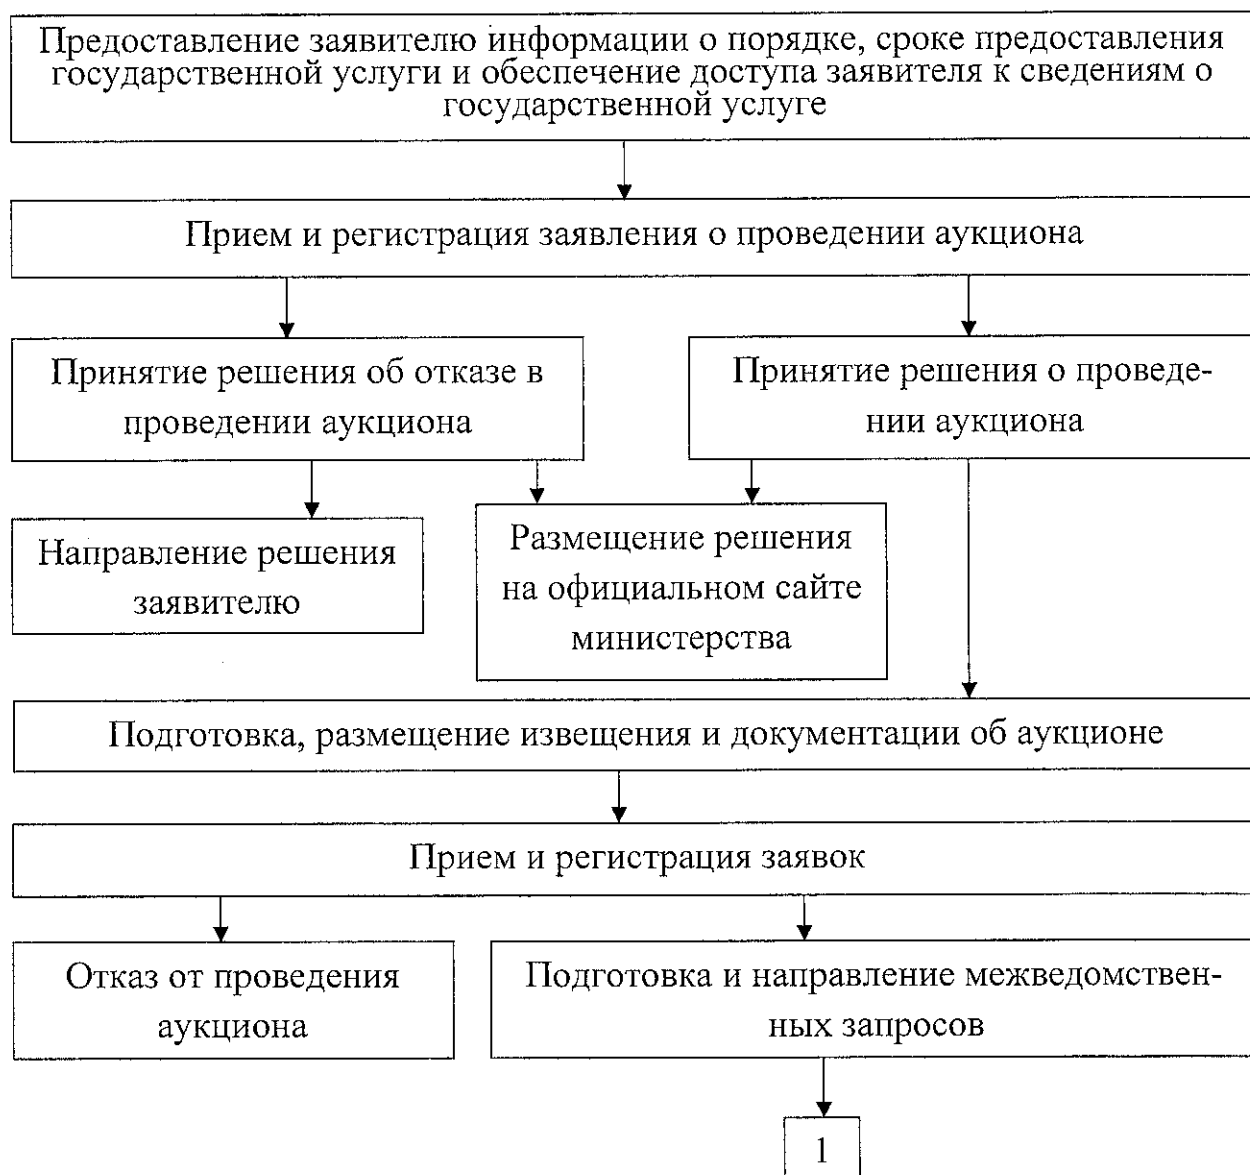 Предоставление заявителю информации о порядке, сроке предоставления
государственной услуги и обеспечение доступа заявителя к сведениям о
государственной услуге
Прием и регистрация заявления о проведении аукциона
Принятие решения об отказе в
проведении аукциона
Принятие решения о проведе-
нии аукциона
Направление решения
заявителю
Размещение решения
на официальном сайте
министерства
Подготовка, размещение извещения и документации об аукционе
Прием и регистрация заявок
Отказ от проведения
аукциона
Подготовка и направление межведомствен-
ных запросов
1